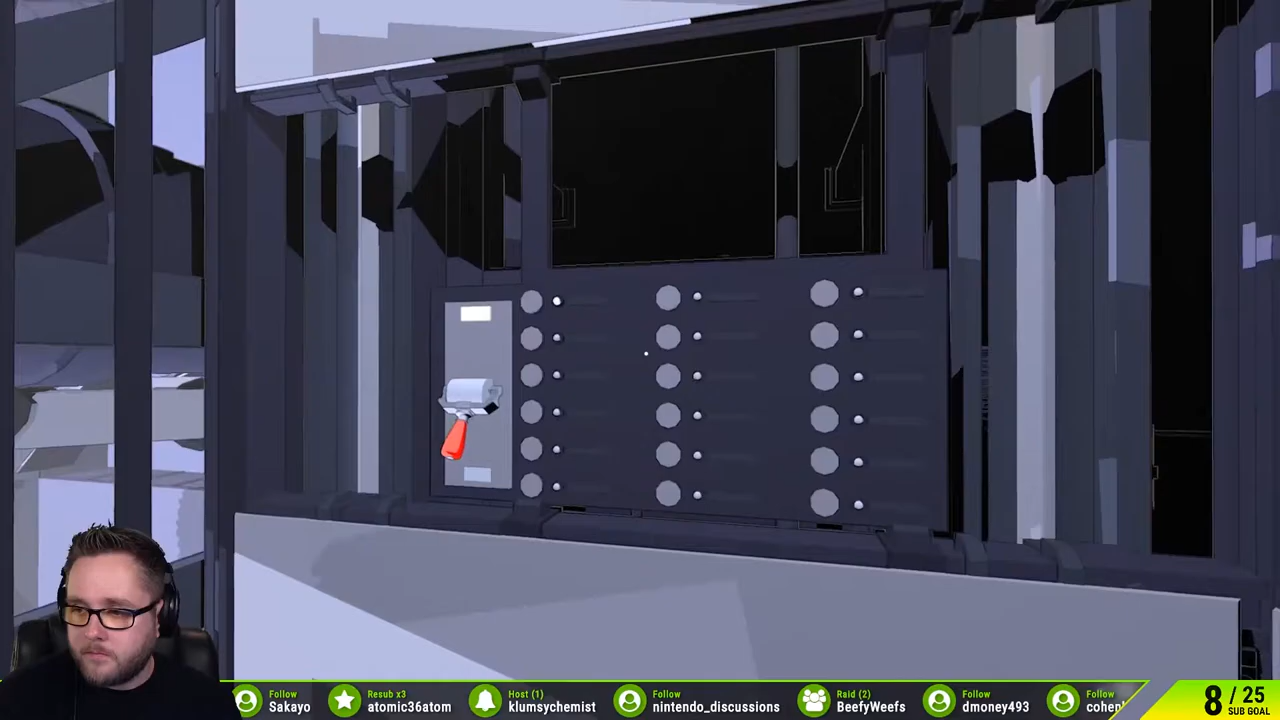 Follow
Sakayo
Resub x3
atomic36atom
Host (1)
klumsychemist
Follow
nintendo_discussions
Raid (2)
BeefyWeefs
Follow
dmoney493
Follow
cohen
8 / 25
SUB GOAL